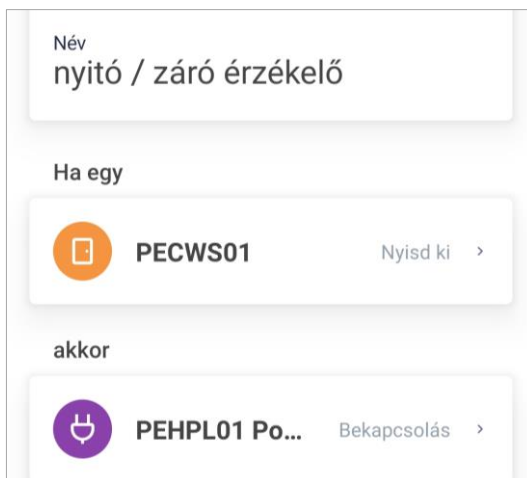 Név
nyitó / záró érzékelő
Ha egy
PECWS01 Nyisd ki
akkor
PEHPL01 Po... Bekapcsolás